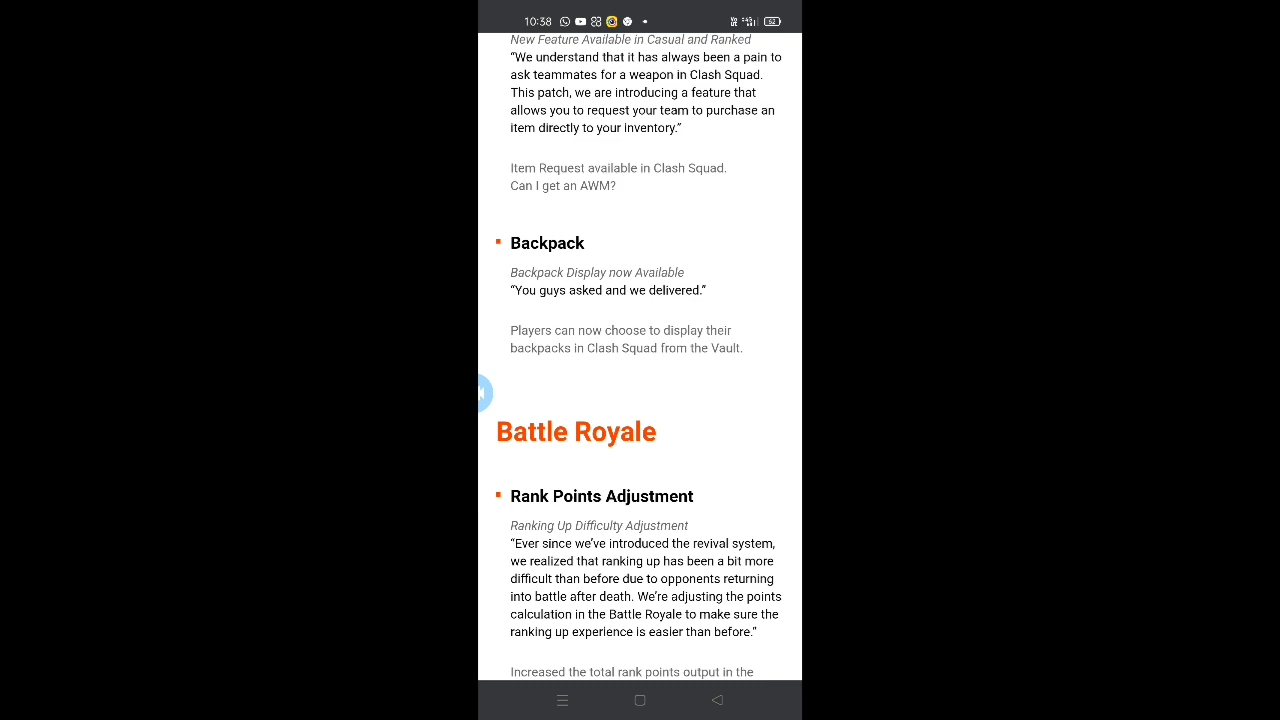 10:38
New Feature Available in Casual and Ranked
“We understand that it has always been a pain to
ask teammates for a weapon in Clash Squad.
This patch, we are introducing a feature that
allows you to request your team to purchase an
item directly to your inventory.”
Item Request available in Clash Squad.
Can I get an AWM?
Backpack
Backpack Display now Available
“You guys asked and we delivered.”
Players can now choose to display their
backpacks in Clash Squad from the Vault.
Battle Royale
Rank Points Adjustment
Ranking Up Difficulty Adjustment
“Ever since we’ve introduced the revival system,
we realized that ranking up has been a bit more
difficult than before due to opponents returning
into battle after death. We’re adjusting the points
calculation in the Battle Royale to make sure the
ranking up experience is easier than before.”
Increased the total rank points output in the